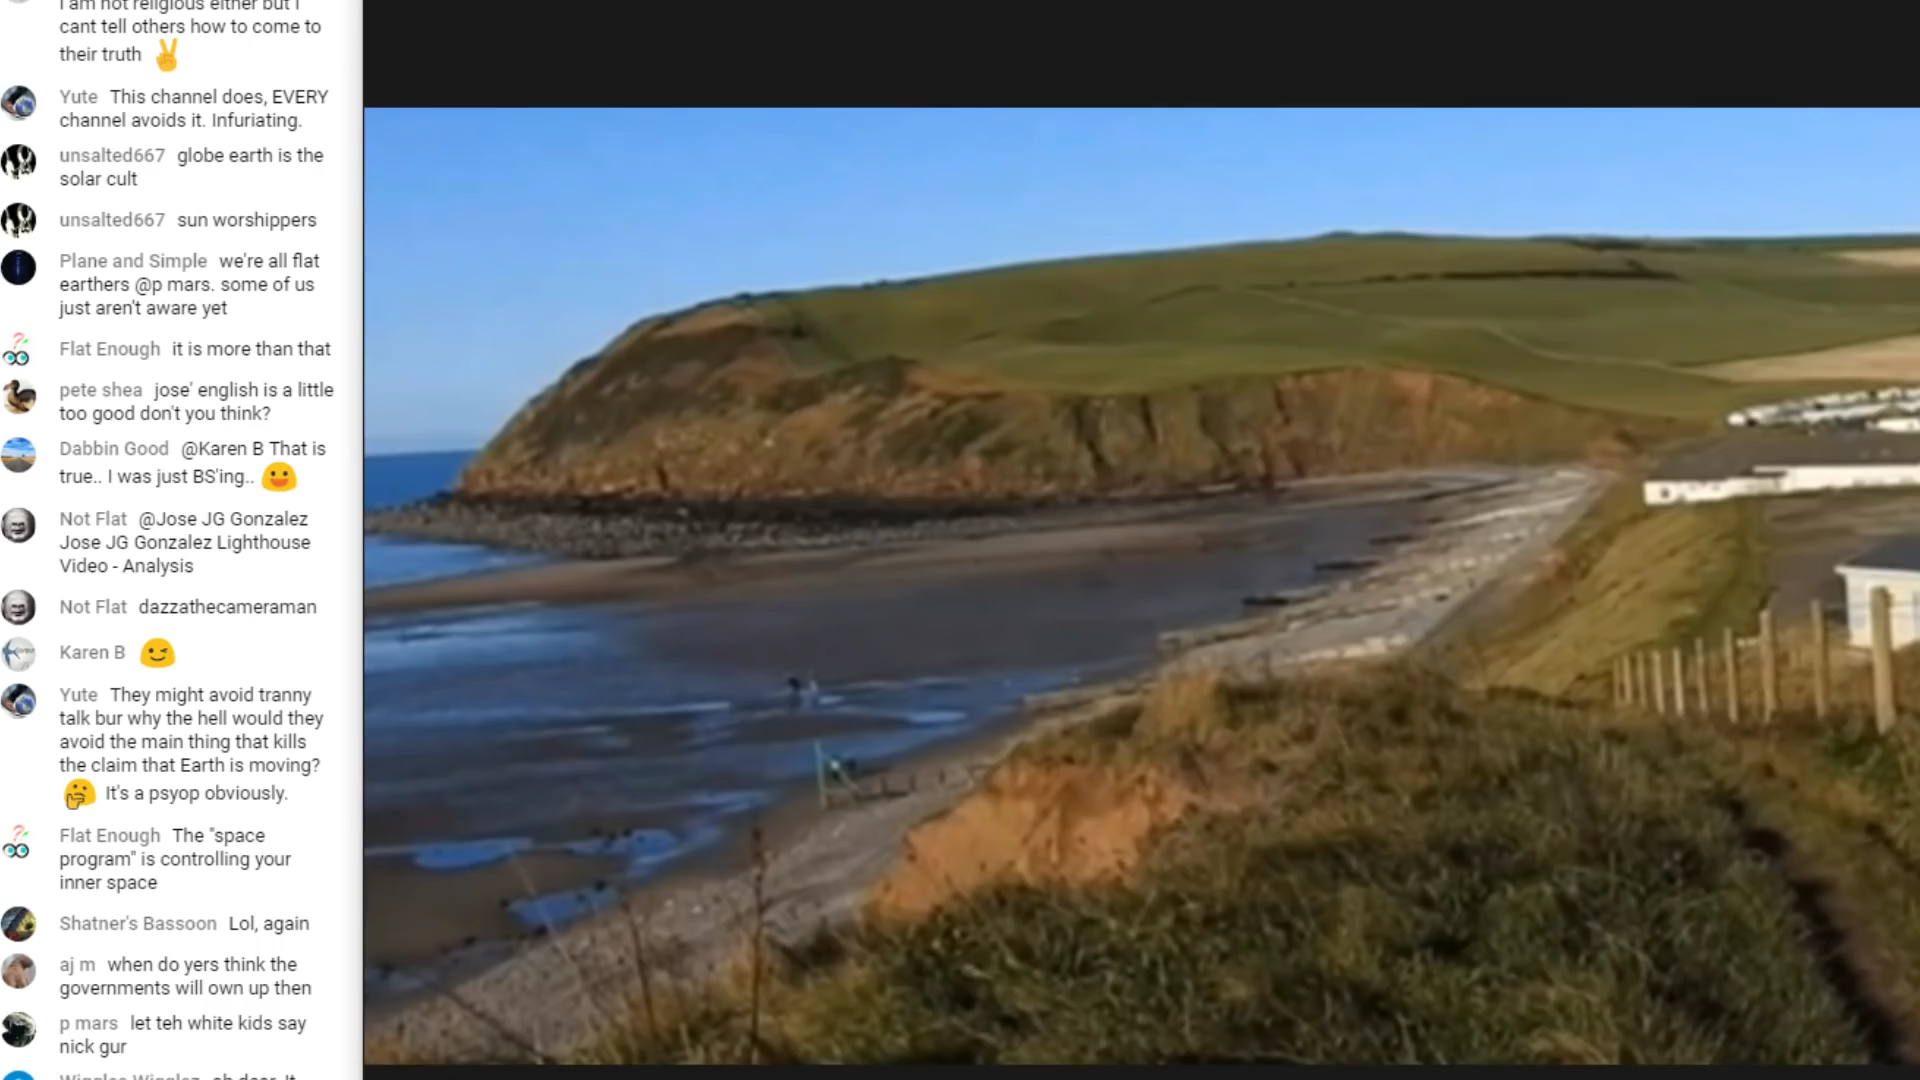 I am not religious either but I
cant tell others how to come to
their truth ✌
Yute This channel does, EVERY
channel avoids it. Infuriating.
unsalted667 globe earth is the
solar cult
unsalted667 sun worshippers
Plane and Simple we're all flat
earthers @p mars. some of us
just aren't aware yet
Flat Enough it is more than that
pete shea jose' english is a little
too good don't you think?
Dabbin Good @Karen B That is
true.. I was just BS'ing.. 😃
Not Flat @Jose JG Gonzalez
Jose JG Gonzalez Lighthouse
Video - Analysis
Not Flat dazzathecameraman
Karen B 😉
Yute They might avoid tranny
talk bur why the hell would they
avoid the main thing that kills
the claim that Earth is moving?
🤔 It's a psyop obviously.
Flat Enough The "space
program" is controlling your
inner space
Shatner's Bassoon Lol, again
aj m when do yers think the
governments will own up then
p mars let teh white kids say
nick gur